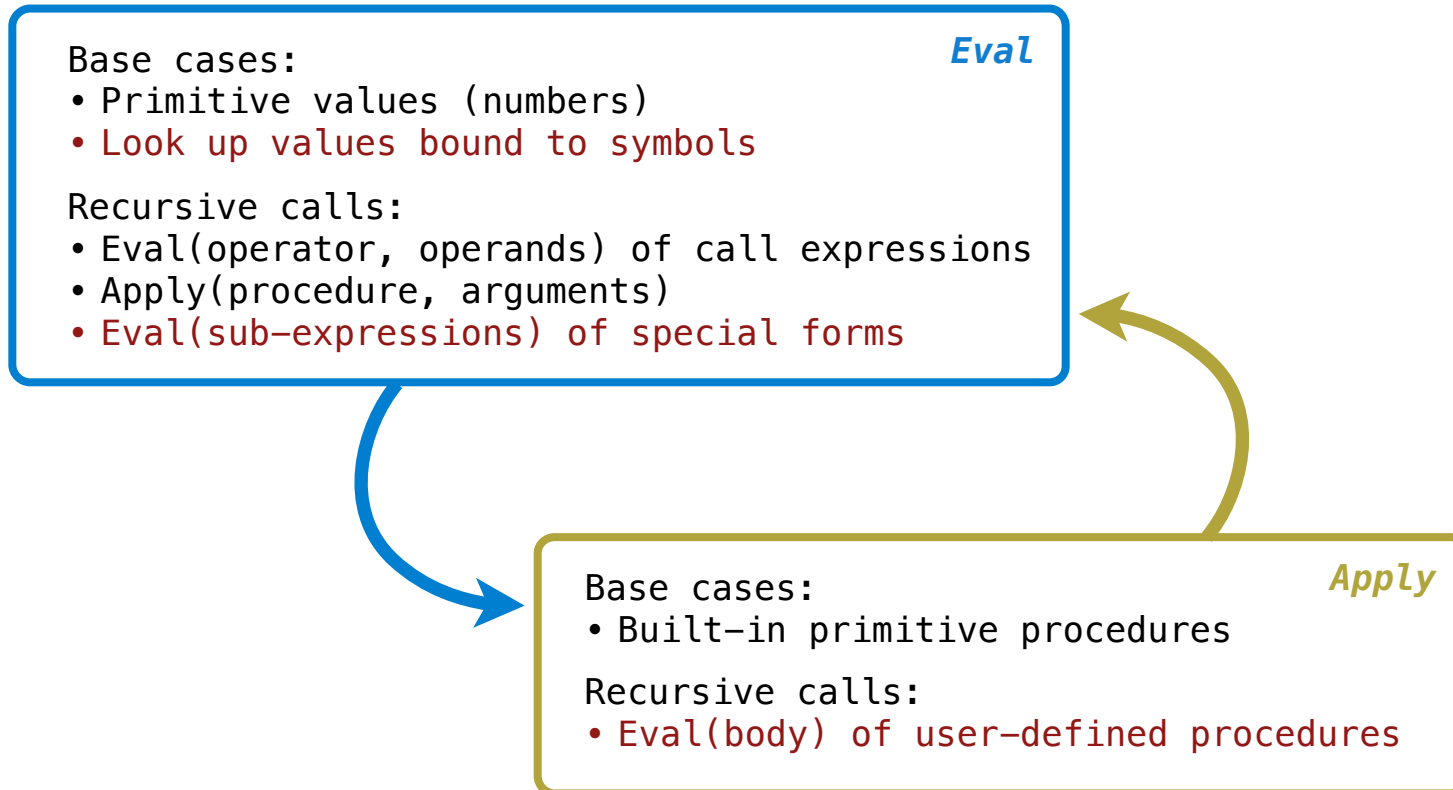 Eval
Base cases:
• Primitive values (numbers)
• Look up values bound to symbols
Recursive calls:
• Eval(operator, operands) of call expressions
• Apply(procedure, arguments)
• Eval(sub-expressions) of special forms
Apply
Base cases:
• Built-in primitive procedures
Recursive calls:
• Eval(body) of user-defined procedures